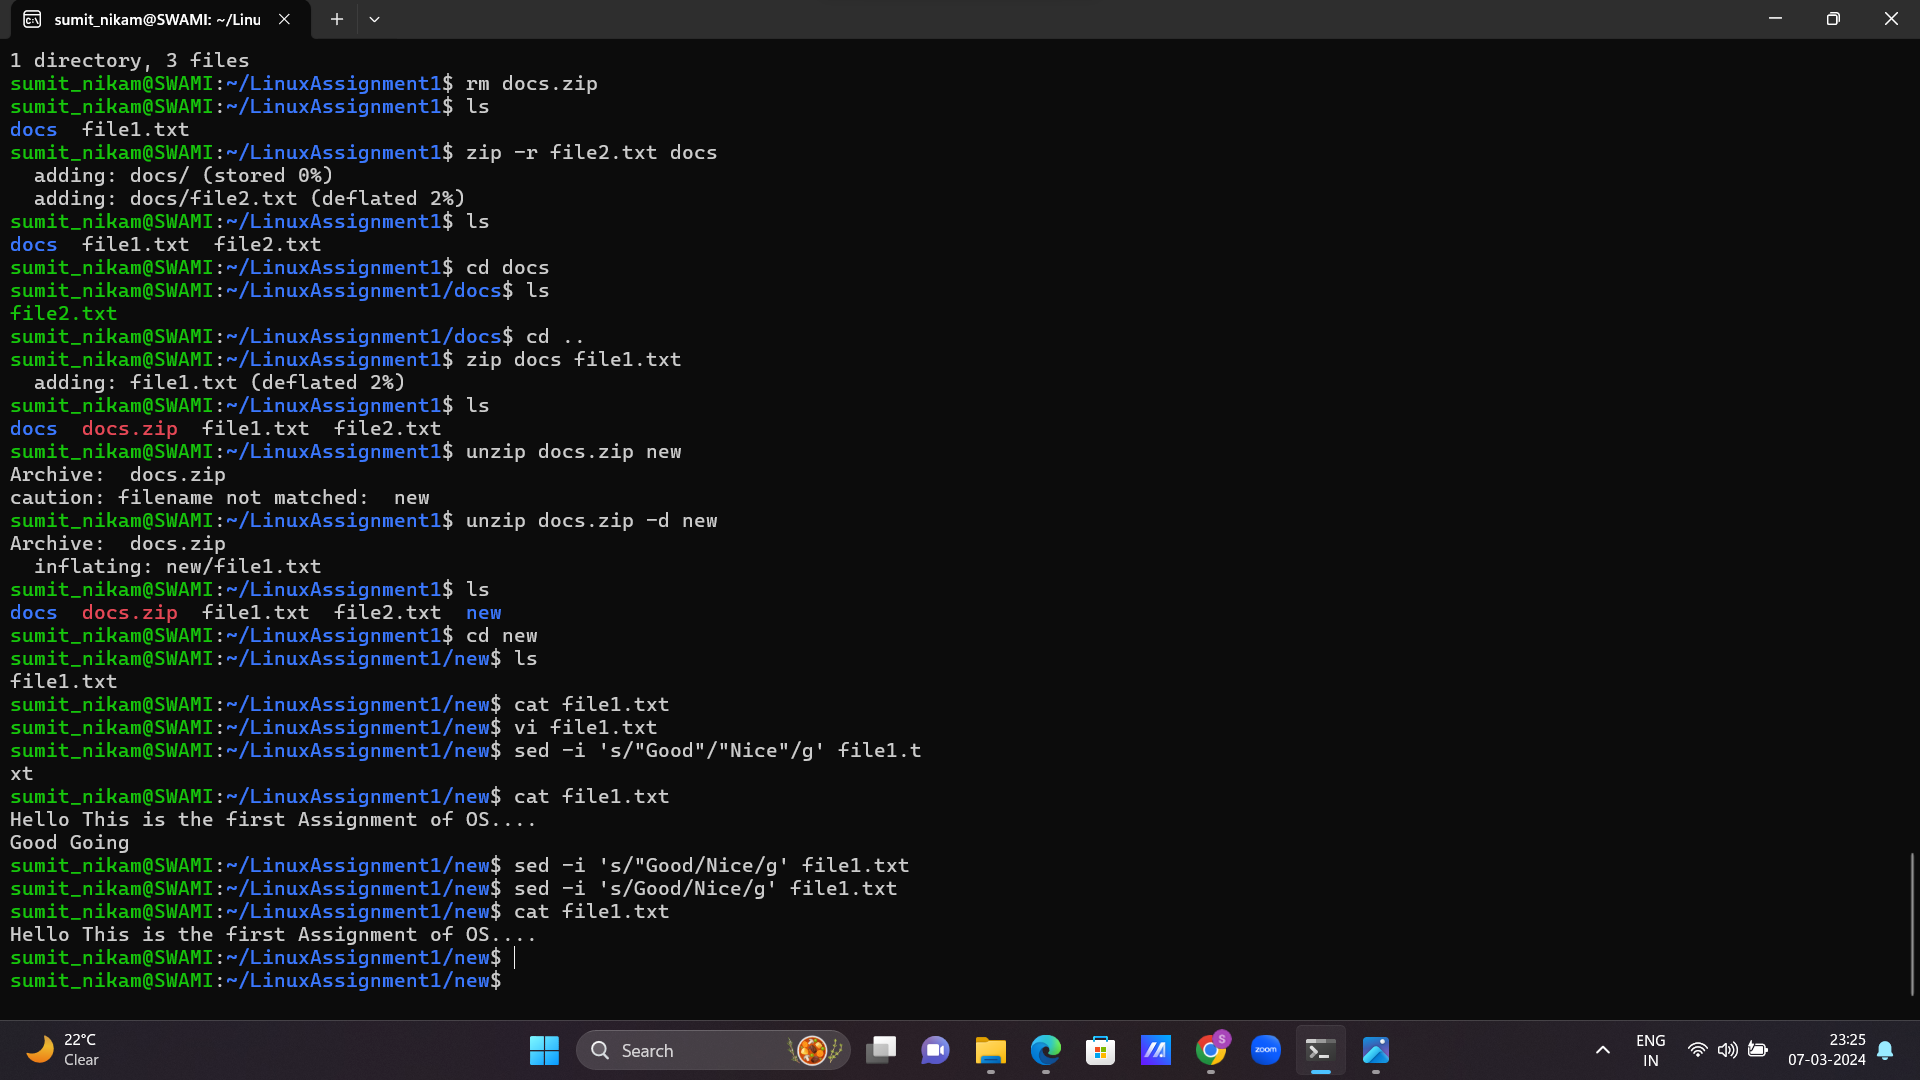 sumit_nikam@SWAMI: ~/Linu
1 directory, 3 files
sumit_nikam@SWAMI:~/LinuxAssignment1$ rm docs.zip
sumit_nikam@SWAMI:~/LinuxAssignment1$ ls
docs  file1.txt
sumit_nikam@SWAMI:~/LinuxAssignment1$ zip -r file2.txt docs
  adding: docs/ (stored 0%)
  adding: docs/file2.txt (deflated 2%)
sumit_nikam@SWAMI:~/LinuxAssignment1$ ls
docs  file1.txt  file2.txt
sumit_nikam@SWAMI:~/LinuxAssignment1$ cd docs
sumit_nikam@SWAMI:~/LinuxAssignment1/docs$ ls
file2.txt
sumit_nikam@SWAMI:~/LinuxAssignment1/docs$ cd ..
sumit_nikam@SWAMI:~/LinuxAssignment1$ zip docs file1.txt
  adding: file1.txt (deflated 2%)
sumit_nikam@SWAMI:~/LinuxAssignment1$ ls
docs  docs.zip  file1.txt  file2.txt
sumit_nikam@SWAMI:~/LinuxAssignment1$ unzip docs.zip new
Archive:  docs.zip
caution: filename not matched:  new
sumit_nikam@SWAMI:~/LinuxAssignment1$ unzip docs.zip -d new
Archive:  docs.zip
  inflating: new/file1.txt
sumit_nikam@SWAMI:~/LinuxAssignment1$ ls
docs  docs.zip  file1.txt  file2.txt  new
sumit_nikam@SWAMI:~/LinuxAssignment1$ cd new
sumit_nikam@SWAMI:~/LinuxAssignment1/new$ ls
file1.txt
sumit_nikam@SWAMI:~/LinuxAssignment1/new$ cat file1.txt
sumit_nikam@SWAMI:~/LinuxAssignment1/new$ vi file1.txt
sumit_nikam@SWAMI:~/LinuxAssignment1/new$ sed -i 's/"Good"/"Nice"/g' file1.t
xt
sumit_nikam@SWAMI:~/LinuxAssignment1/new$ cat file1.txt
Hello This is the first Assignment of OS....
Good Going
sumit_nikam@SWAMI:~/LinuxAssignment1/new$ sed -i 's/"Good/Nice/g' file1.txt
sumit_nikam@SWAMI:~/LinuxAssignment1/new$ sed -i 's/Good/Nice/g' file1.txt
sumit_nikam@SWAMI:~/LinuxAssignment1/new$ cat file1.txt
Hello This is the first Assignment of OS....
sumit_nikam@SWAMI:~/LinuxAssignment1/new$
sumit_nikam@SWAMI:~/LinuxAssignment1/new$
22°C
Clear
Search
S
zoom
ENG
IN
23:25
07-03-2024